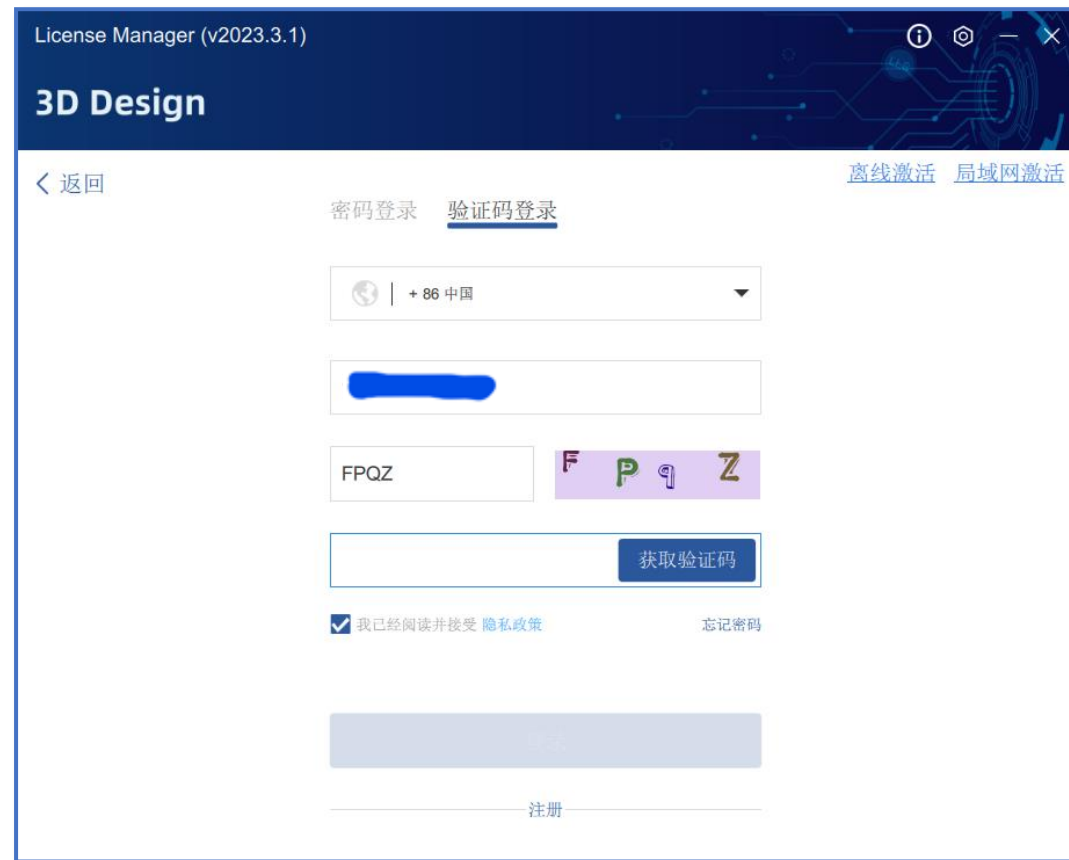 License Manager (v2023.3.1)
3D Design
返回
离线激活 局域网激活
密码登录 验证码登录
+ 86 中国
FPQZ F P q Z
获取验证码
我已经阅读并接受 隐私政策 忘记密码
注册